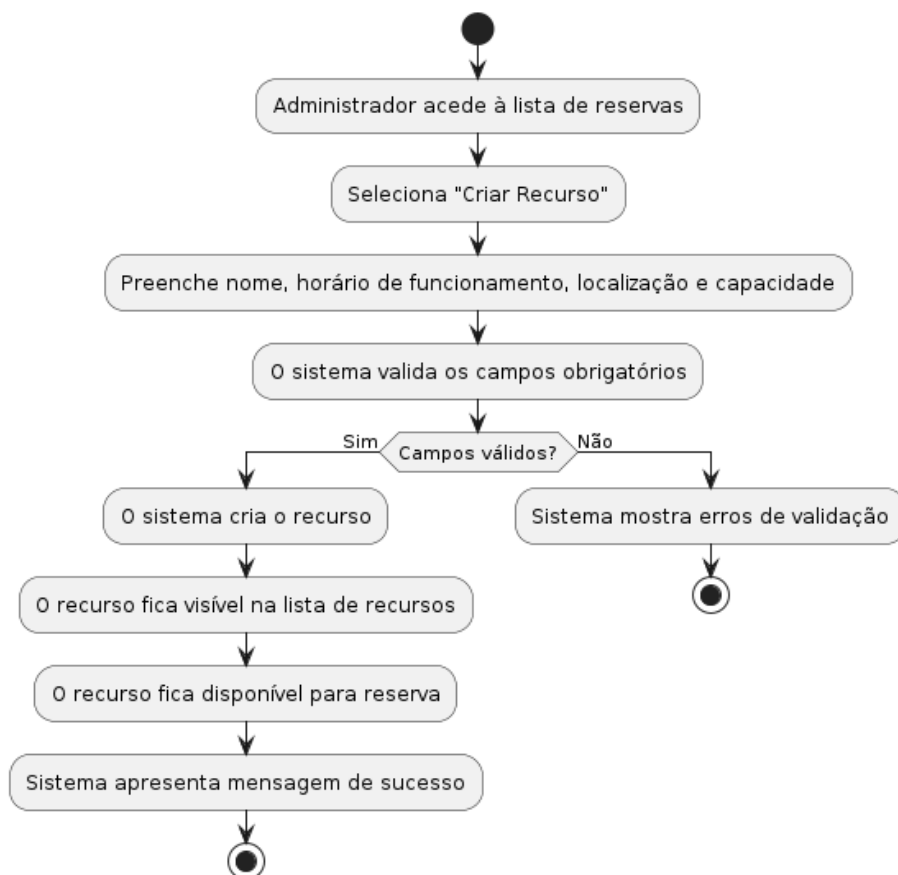 Administrador acede à lista de reservas
Seleciona "Criar Recurso"
Preenche nome, horário de funcionamento, localização e capacidade
O sistema valida os campos obrigatórios
Sim
Campos válidos?
Não
O sistema cria o recurso
Sistema mostra erros de validação
O recurso fica visível na lista de recursos
O recurso fica disponível para reserva
Sistema apresenta mensagem de sucesso